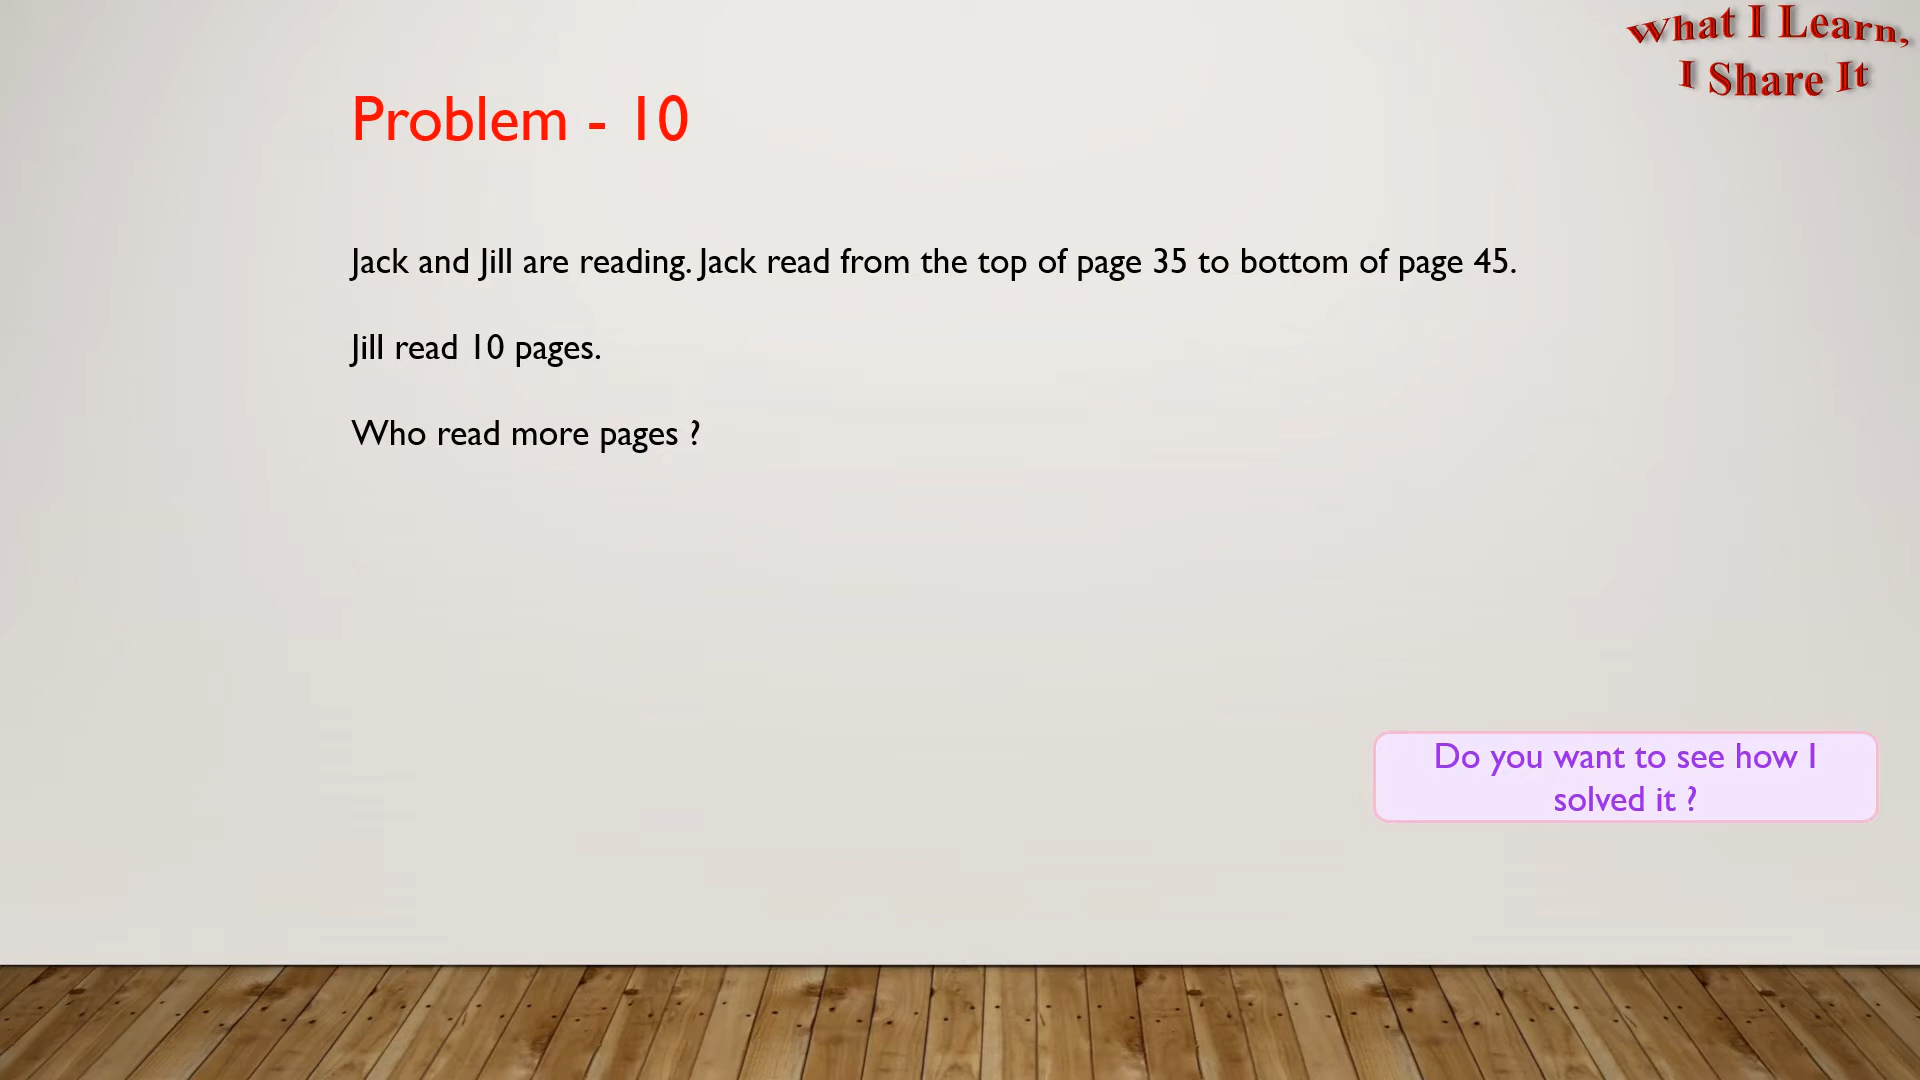 What I Learn,
I Share It
Problem - 10
Jack and Jill are reading. Jack read from the top of page 35 to bottom of page 45.
Jill read 10 pages.
Who read more pages ?
Do you want to see how I
solved it ?